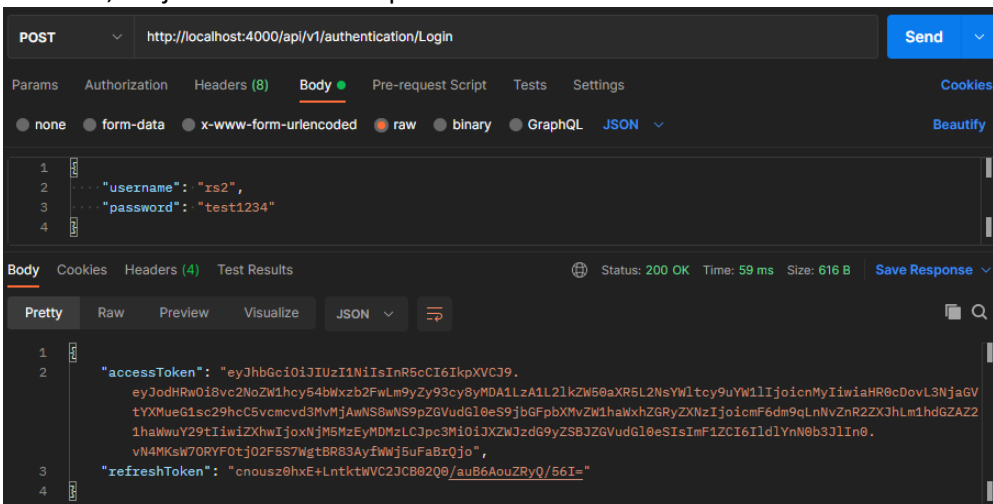 POST http://localhost:4000/api/v1/authentication/Login Send
Params Authorization Headers (8) Body Pre-request Script Tests Settings Cookies
none form-data x-www-form-urlencoded raw binary GraphQL JSON Beautify
1 {
2 "username": "rs2",
3 "password": "test1234"
4 }
Body Cookies Headers (4) Test Results Status: 200 OK Time: 59 ms Size: 616 B Save Response
Pretty Raw Preview Visualize JSON
1 {
2 "accessToken": "eyJhbGciOiJIUzI1NiIsInR5cCI6IkpXVCJ9.
eyJodHRwOi8vc2NoZW1hcy54bWxzb2FwLm9yZy93cy8yMDA1LzA1L2lkZW50aXR5L2NsYWltcy9uYW1lIjoicnMyIiwiaHR0cDovL3NjaGV
tYXMueG1sc29hcC5vcmcvd3MvMjAwNS8wNS9pZGVudGl0eS9jbGFpbXMvZW1haWxhZGRyZXNzIjoicmF6dm9qLnNvZnR2ZXJhLm1hdGZAZ2
1haWwuY29tIiwiZXhwIjoxNjM5MzEyMDMzLCJpc3MiOiJXZWJzdG9yZSBJZGVudGl0eSIsImF1ZCI6IldlYnN0b3JlIn0.
vN4MKsW7ORYFOtjO2F5S7WgtBR83AyfWWj5uFaBrQjo",
3 "refreshToken": "cnousz0hxE+LntktWVC2JCB02Q0/auB6AouZRyQ/56I="
4 }